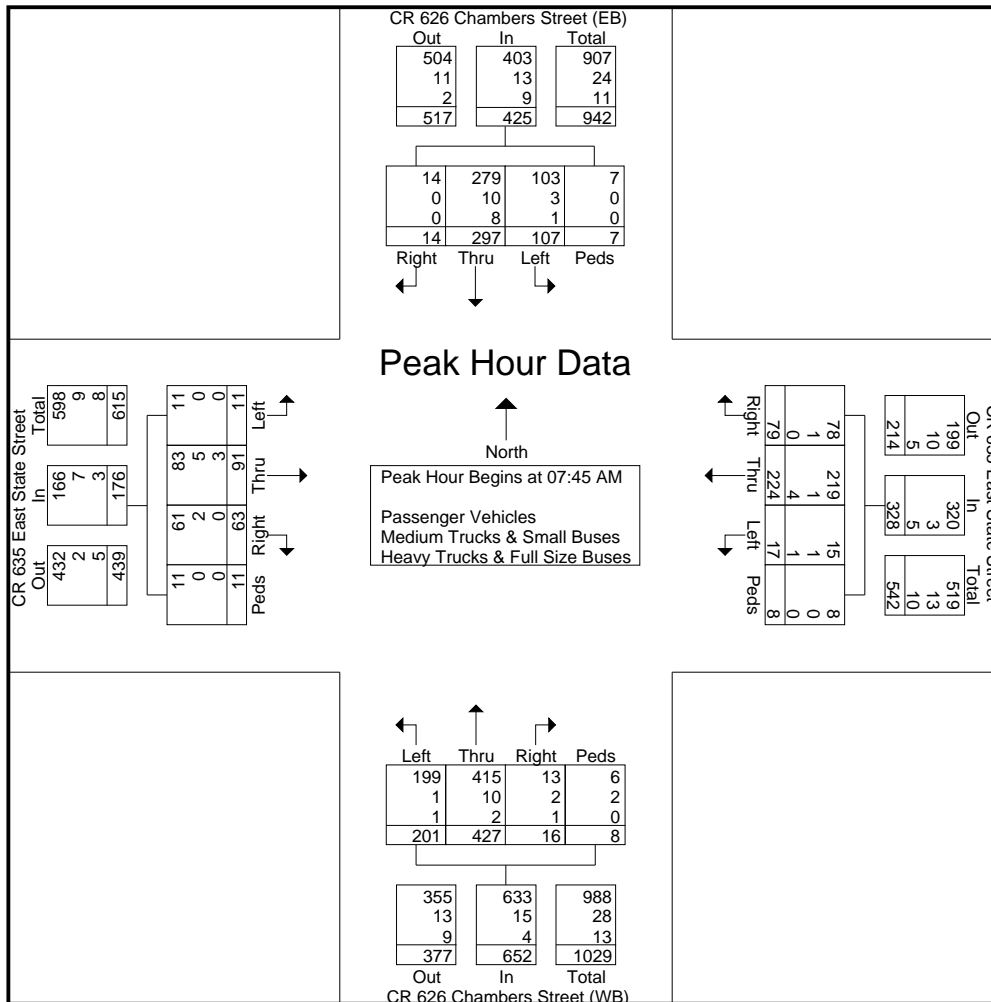 CR 626 Chambers Street (EB)
Out In Total
504 403 907
11 13 24
2 9 11
517 425 942
14 279 103 7
0 10 3 0
0 8 1 0
14 297 107 7
Right Thru Left Peds
Peak Hour Data
North
Peak Hour Begins at 07:45 AM
Passenger Vehicles
Medium Trucks & Small Buses
Heavy Trucks & Full Size Buses
CR 635 East State Street
Out In Total
432 166 598
2 7 9
5 3 8
439 176 615
11 61 83 11
0 2 5 0
0 0 3 0
11 63 91 11
Peds Right Thru Left
East State Street
Out In Total
199 320 519
10 3 13
5 5 10
214 328 542
78 219 15 8
1 1 1 0
0 4 1 0
79 224 17 8
Right Thru Left Peds
Left Thru Right Peds
199 415 13 6
1 10 2 2
1 2 1 0
201 427 16 8
355 633 988
13 15 28
9 4 13
377 652 1029
Out In Total
CR 626 Chambers Street (WB)